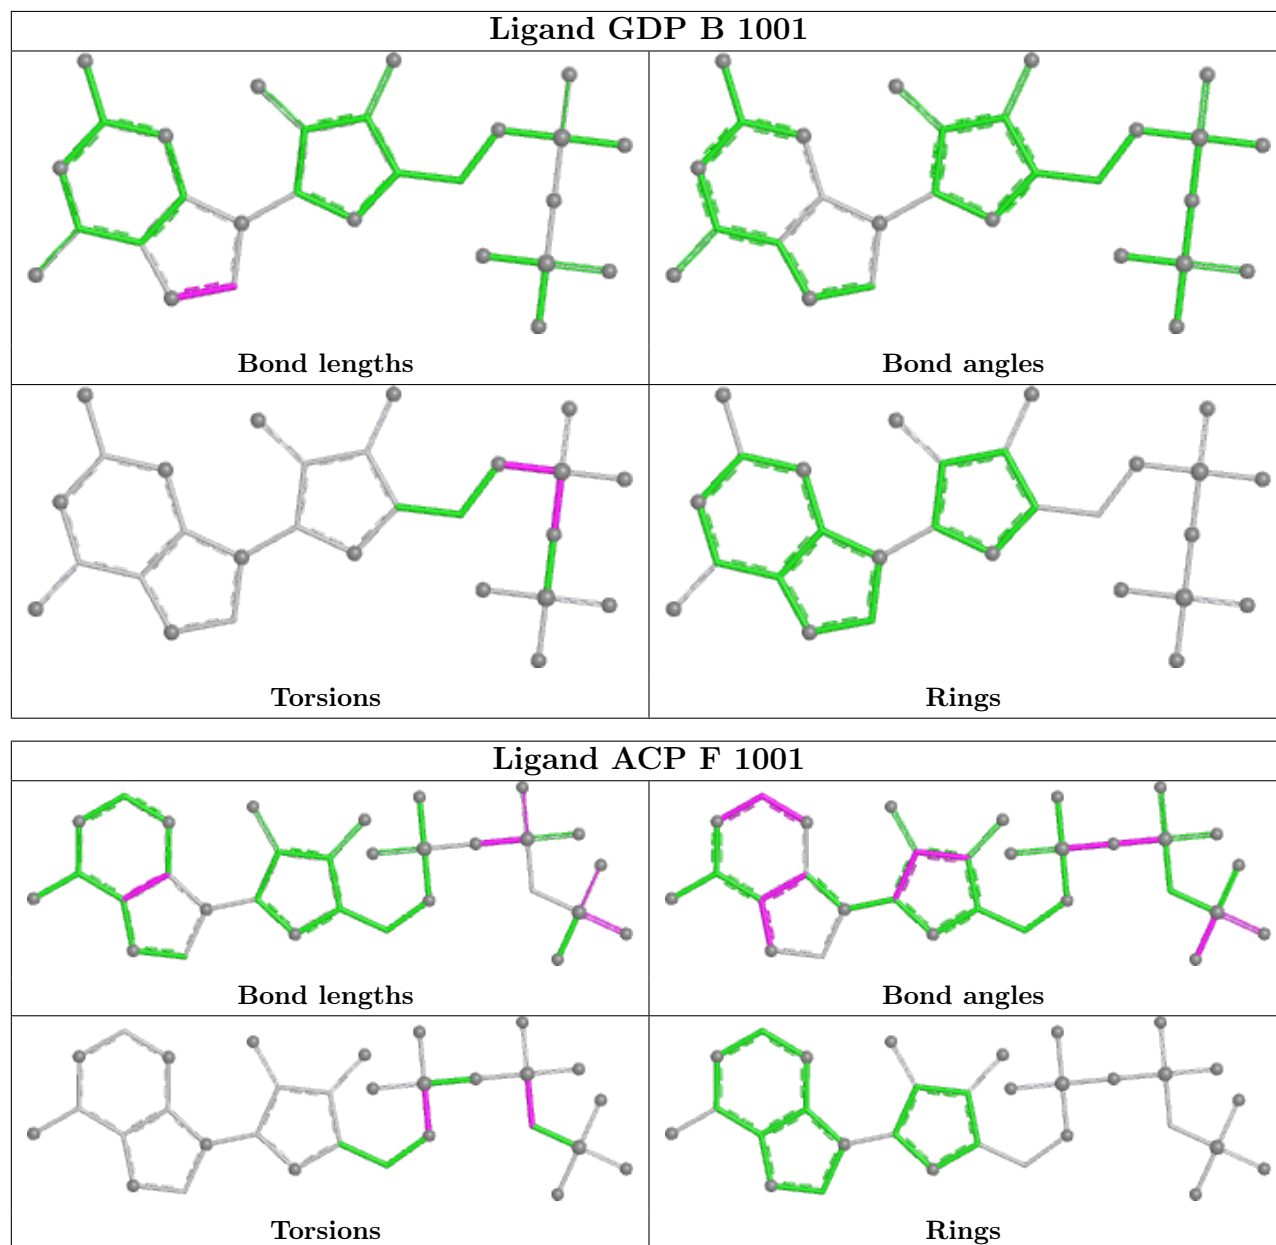 Ligand GDP B 1001
Bond lengths
Bond angles
Torsions
Rings
Ligand ACP F 1001
Bond lengths
Bond angles
Torsions
Rings